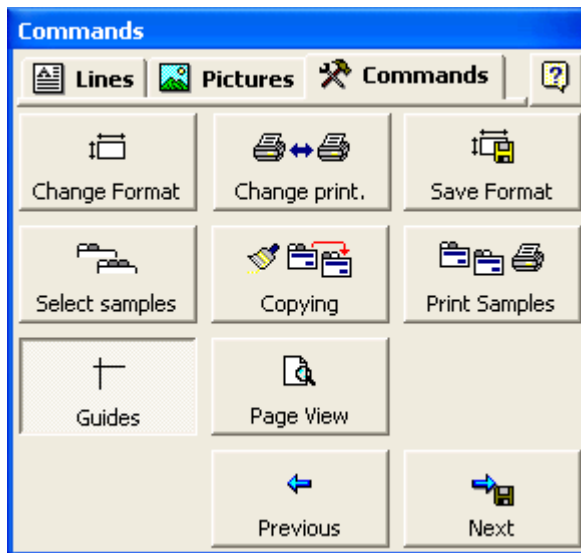 Commands
Lines Pictures Commands
Change Format Change print. Save Format
Select samples Copying Print Samples
Guides Page View
Previous Next